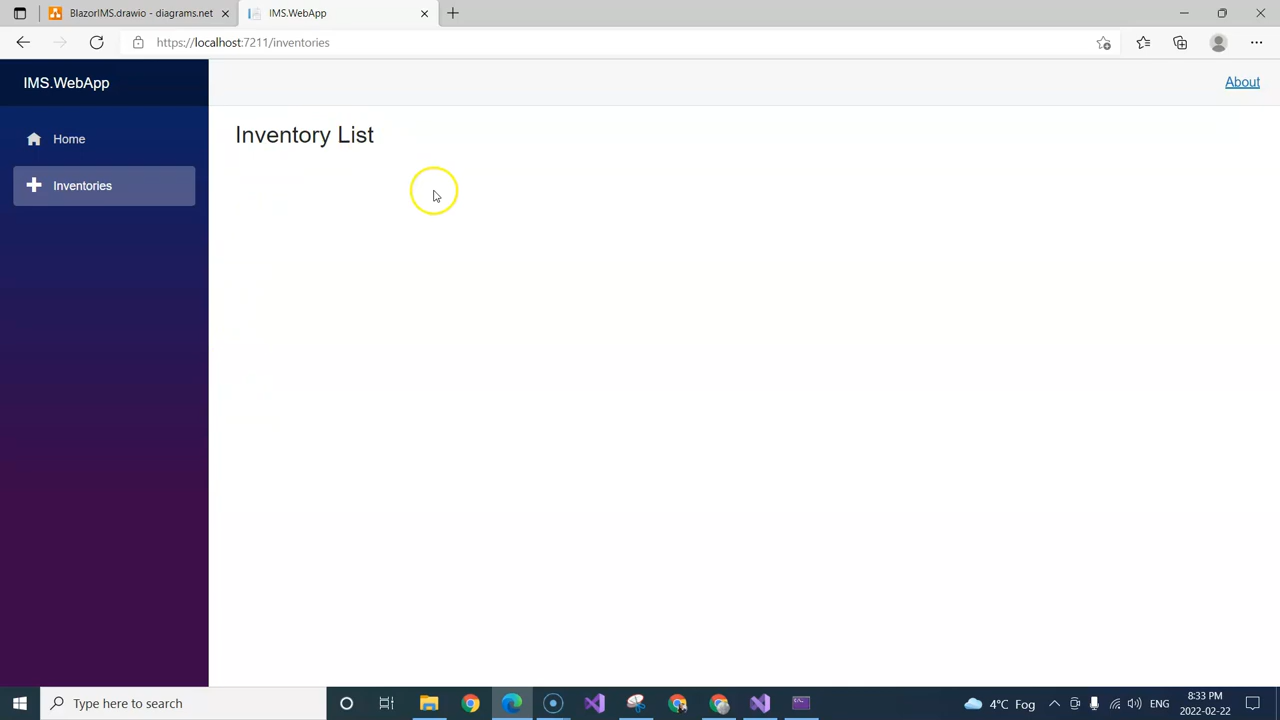 BlazorIMS.drawio - diagrams.net
IMS.WebApp
https://localhost:7211/inventories
IMS.WebApp
About
Home
Inventories
Inventory List
Type here to search
4°C Fog
ENG
8:33 PM
2022-02-22